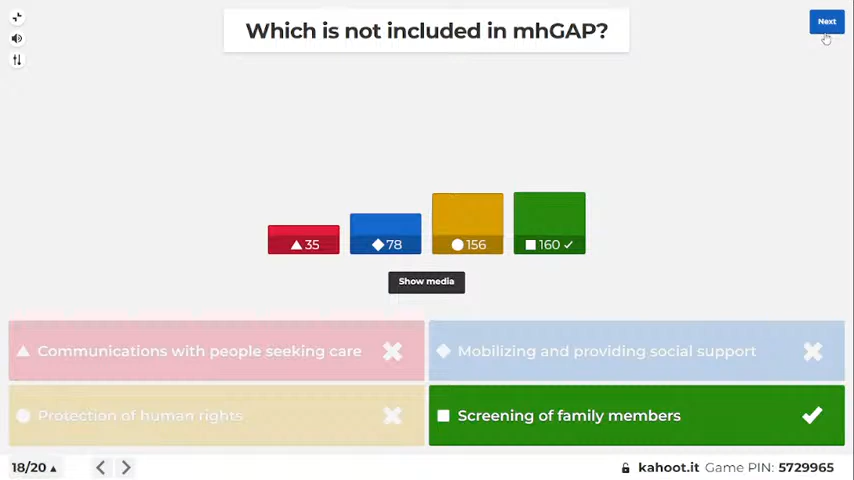 Which is not included in mhGAP?
Next
35
78
156
160
Show media
Communications with people seeking care
Mobilizing and providing social support
Protection of human rights
Screening of family members
18/20
kahoot.it Game PIN: 5729965